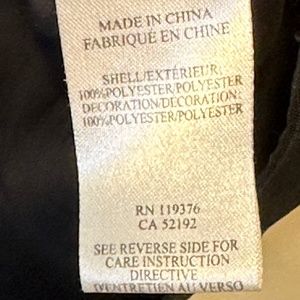 MADE IN CHINA
FABRIQUÉ EN CHINE
SHELL/EXTÉRIEUR:
100%POLYESTER/POLYESTER
DECORATION/DÉCORATION:
100%POLYESTER/POLYESTER
RN 119376
CA 52192
SEE REVERSE SIDE FOR
CARE INSTRUCTION
DIRECTIVE
D'ENTRETIEN AU VERSO